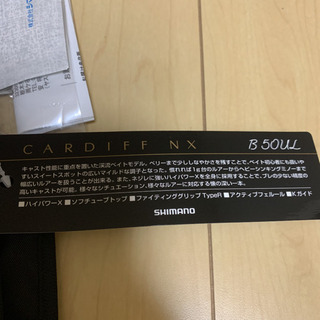 CARDIFF NX B50UL
キャスト性能に重点を置いた渓流ベイトモデル。ベリーまで少ししなやかさを残すことで、ベイト初心者にも扱いや
すいスイートスポットの広いマイルドな調子となった。慣れれば1g台のルアーからヘビーシンキングミノーまで
幅広いルアーを扱うことが出来る。また、ネジレに強いハイパワーXを全身に採用することで、ブレの少ない精度の
高いキャストが可能。様々なシチュエーション、様々なルアーに対応する懐の深い一本。
■ハイパワーX ■ソフチューブトップ ■ファイティンググリップ TypeR ■アクティブフェルール ■Kガイド
SHIMANO